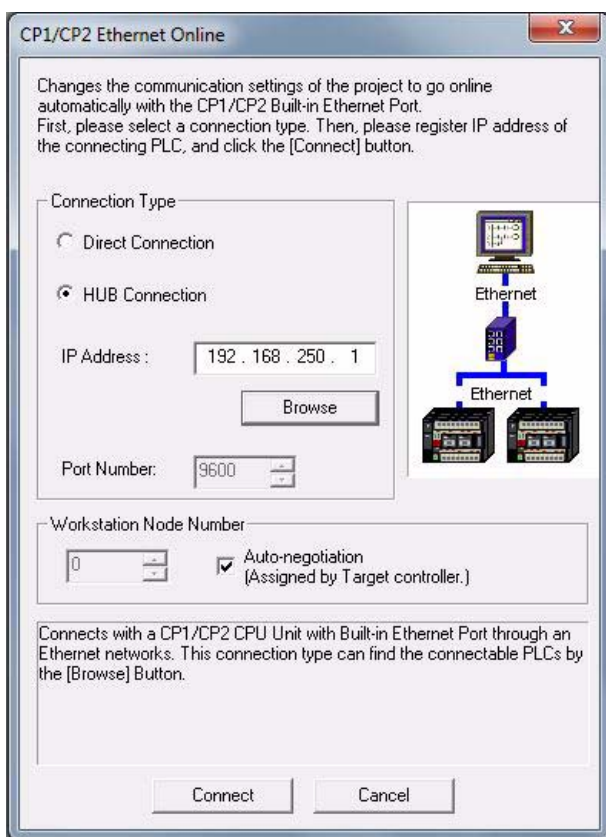 CP1/CP2 Ethernet Online
Changes the communication settings of the project to go online
automatically with the CP1/CP2 Built-in Ethernet Port.
First, please select a connection type. Then, please register IP address of
the connecting PLC, and click the [Connect] button.
Connection Type
Direct Connection
HUB Connection
IP Address :
192 . 168 . 250 . 1
Browse
Port Number:
9600
Ethernet
Ethernet
Workstation Node Number
0
Auto-negotiation
(Assigned by Target controller.)
Connects with a CP1/CP2 CPU Unit with Built-in Ethernet Port through an
Ethernet networks. This connection type can find the connectable PLCs by
the [Browse] Button.
Connect
Cancel